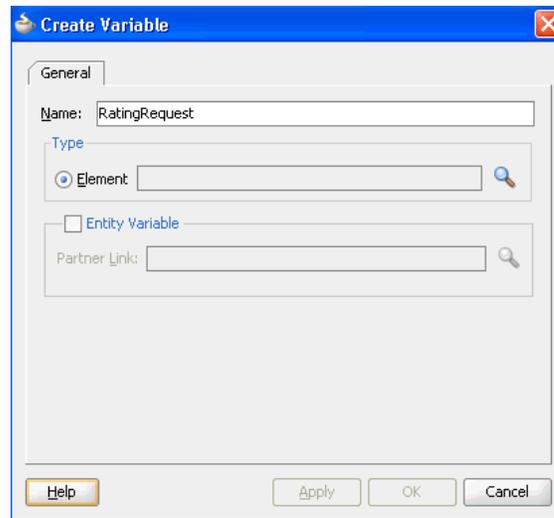 Create Variable
General
Name: RatingRequest
Type
Element
Entity Variable
Partner Link:
Help Apply OK Cancel